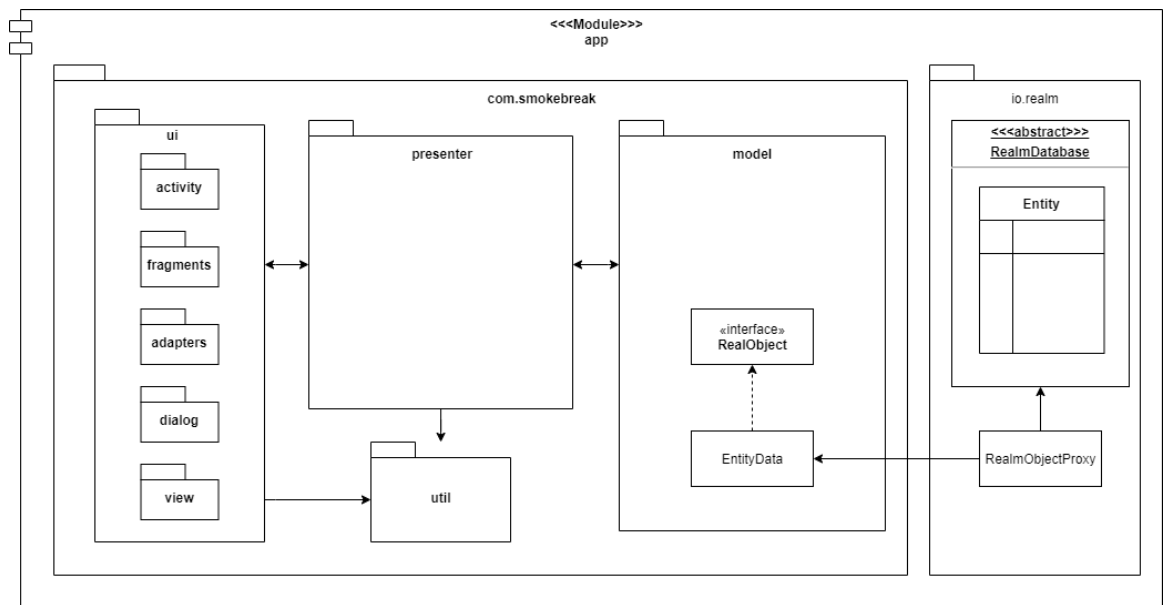 <<<Module>>>
app
com.smokebreak
io.realm
ui
activity
fragments
adapters
dialog
view
presenter
util
model
«interface»
RealObject
EntityData
<<<abstract>>>
RealmDatabase
Entity
RealmObjectProxy